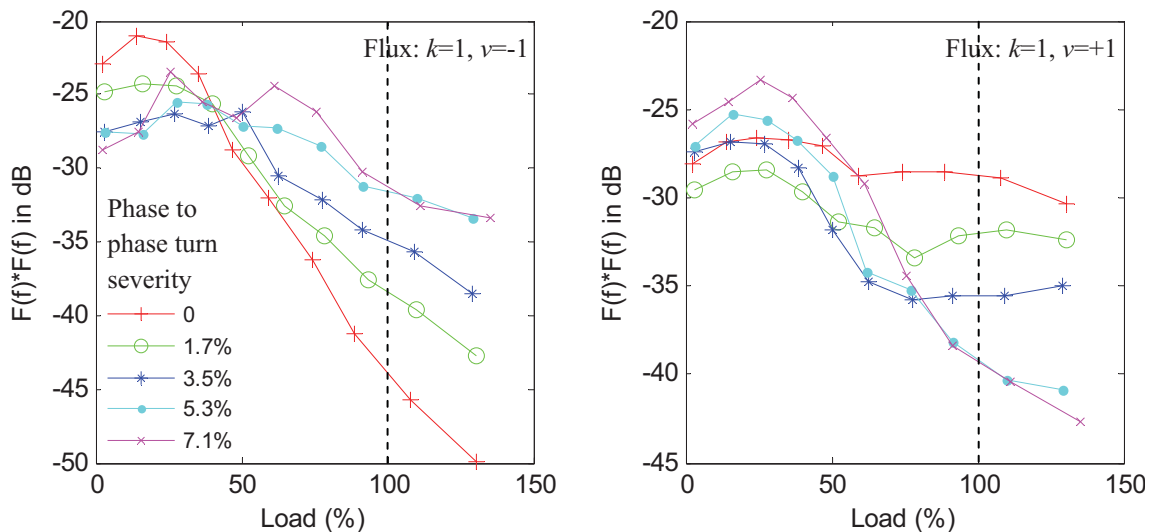 -20
-25
-30
-35
-40
-45
-50
F(f)*F(f) in dB
Flux: k=1, v=-1
Phase to
phase turn
severity
0
1.7%
3.5%
5.3%
7.1%
0
50
100
150
Load (%)
-20
-25
-30
-35
-40
-45
F(f)*F(f) in dB
Flux: k=1, v=+1
0
50
100
150
Load (%)